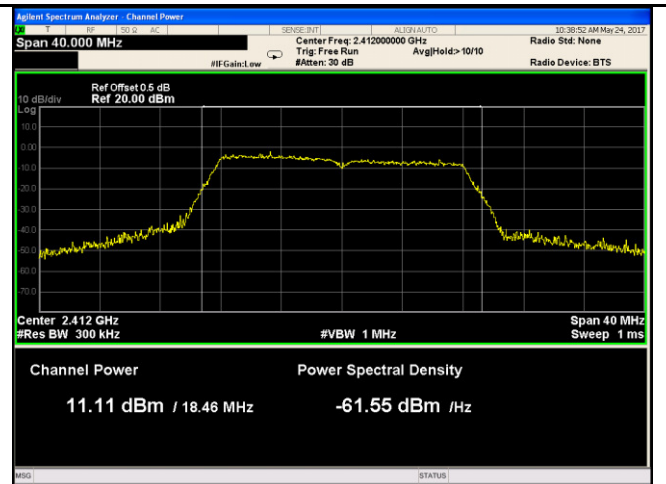 Agilent Spectrum Analyzer - Channel Power
T RF 50 Ω AC SENSE:INT ALIGN AUTO 10:38:52 AM May 24, 2017
Span 40.000 MHz Center Freq: 2.412000000 GHz Radio Std: None
Trig: Free Run Avg|Hold:> 10/10
#IFGain:Low #Atten: 30 dB Radio Device: BTS
Ref Offset 0.5 dB
10 dB/div Ref 20.00 dBm
Log
10.0
0.00
-10.0
-20.0
-30.0
-40.0
-50.0
-60.0
-70.0
Center 2.412 GHz Span 40 MHz
#Res BW 300 kHz #VBW 1 MHz Sweep 1 ms
Channel Power Power Spectral Density
11.11 dBm / 18.46 MHz -61.55 dBm /Hz
MSG STATUS